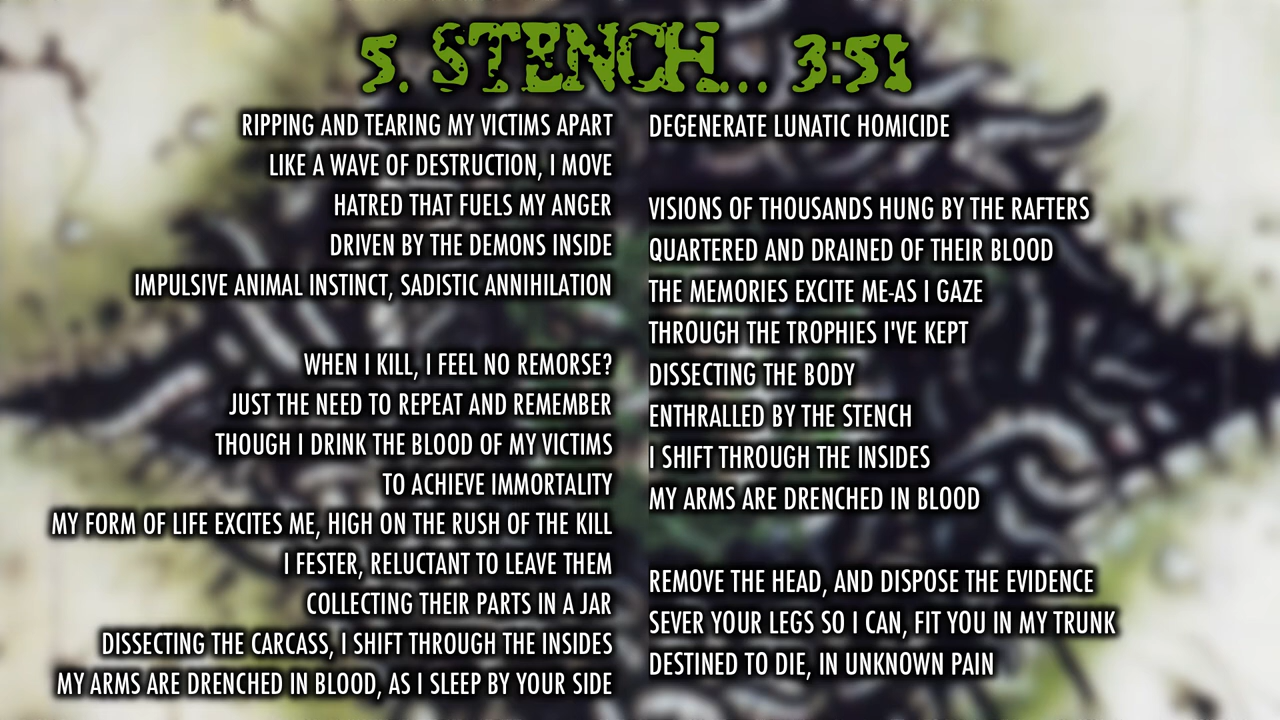 5. STENCH... 3:51
RIPPING AND TEARING MY VICTIMS APART
LIKE A WAVE OF DESTRUCTION, I MOVE
HATRED THAT FUELS MY ANGER
DRIVEN BY THE DEMONS INSIDE
IMPULSIVE ANIMAL INSTINCT, SADISTIC ANNIHILATION
WHEN I KILL, I FEEL NO REMORSE?
JUST THE NEED TO REPEAT AND REMEMBER
THOUGH I DRINK THE BLOOD OF MY VICTIMS
TO ACHIEVE IMMORTALITY
MY FORM OF LIFE EXCITES ME, HIGH ON THE RUSH OF THE KILL
I FESTER, RELUCTANT TO LEAVE THEM
COLLECTING THEIR PARTS IN A JAR
DISSECTING THE CARCASS, I SHIFT THROUGH THE INSIDES
MY ARMS ARE DRENCHED IN BLOOD, AS I SLEEP BY YOUR SIDE
DEGENERATE LUNATIC HOMICIDE
VISIONS OF THOUSANDS HUNG BY THE RAFTERS
QUARTERED AND DRAINED OF THEIR BLOOD
THE MEMORIES EXCITE ME-AS I GAZE
THROUGH THE TROPHIES I'VE KEPT
DISSECTING THE BODY
ENTHRALLED BY THE STENCH
I SHIFT THROUGH THE INSIDES
MY ARMS ARE DRENCHED IN BLOOD
REMOVE THE HEAD, AND DISPOSE THE EVIDENCE
SEVER YOUR LEGS SO I CAN, FIT YOU IN MY TRUNK
DESTINED TO DIE, IN UNKNOWN PAIN